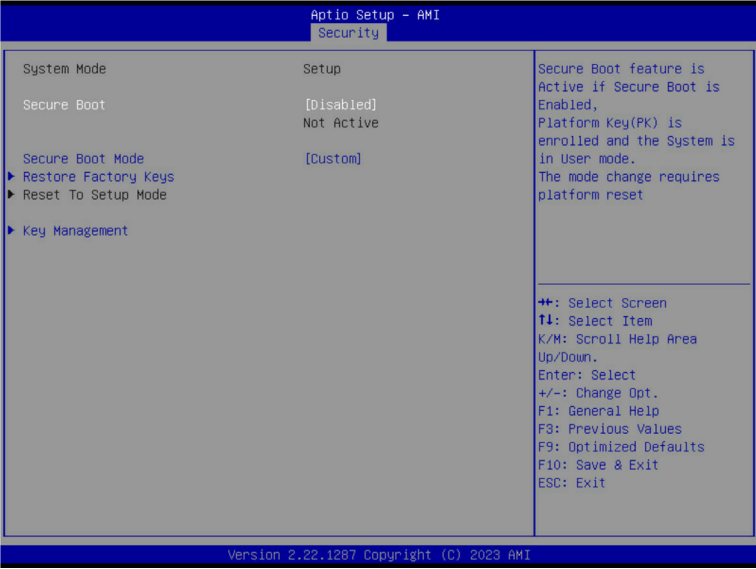 Aptio Setup – AMI
Security
System Mode Setup
Secure Boot [Disabled]
Not Active
Secure Boot Mode [Custom]
Restore Factory Keys
Reset To Setup Mode
Key Management
Secure Boot feature is
Active if Secure Boot is
Enabled,
Platform Key(PK) is
enrolled and the System is
in User mode.
The mode change requires
platform reset
→←: Select Screen
↑↓: Select Item
K/M: Scroll Help Area
Up/Down.
Enter: Select
+/-: Change Opt.
F1: General Help
F3: Previous Values
F9: Optimized Defaults
F10: Save & Exit
ESC: Exit
Version 2.22.1287 Copyright (C) 2023 AMI